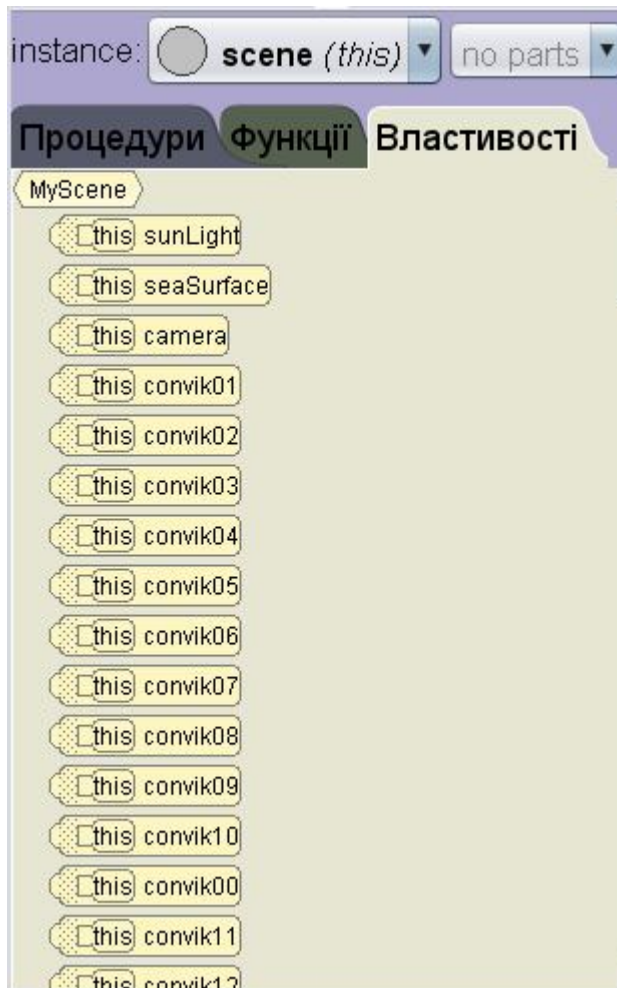 instance: scene (this) no parts
Процедури Функції Властивості
MyScene
this sunLight
this seaSurface
this camera
this convik01
this convik02
this convik03
this convik04
this convik05
this convik06
this convik07
this convik08
this convik09
this convik10
this convik00
this convik11
this convik12